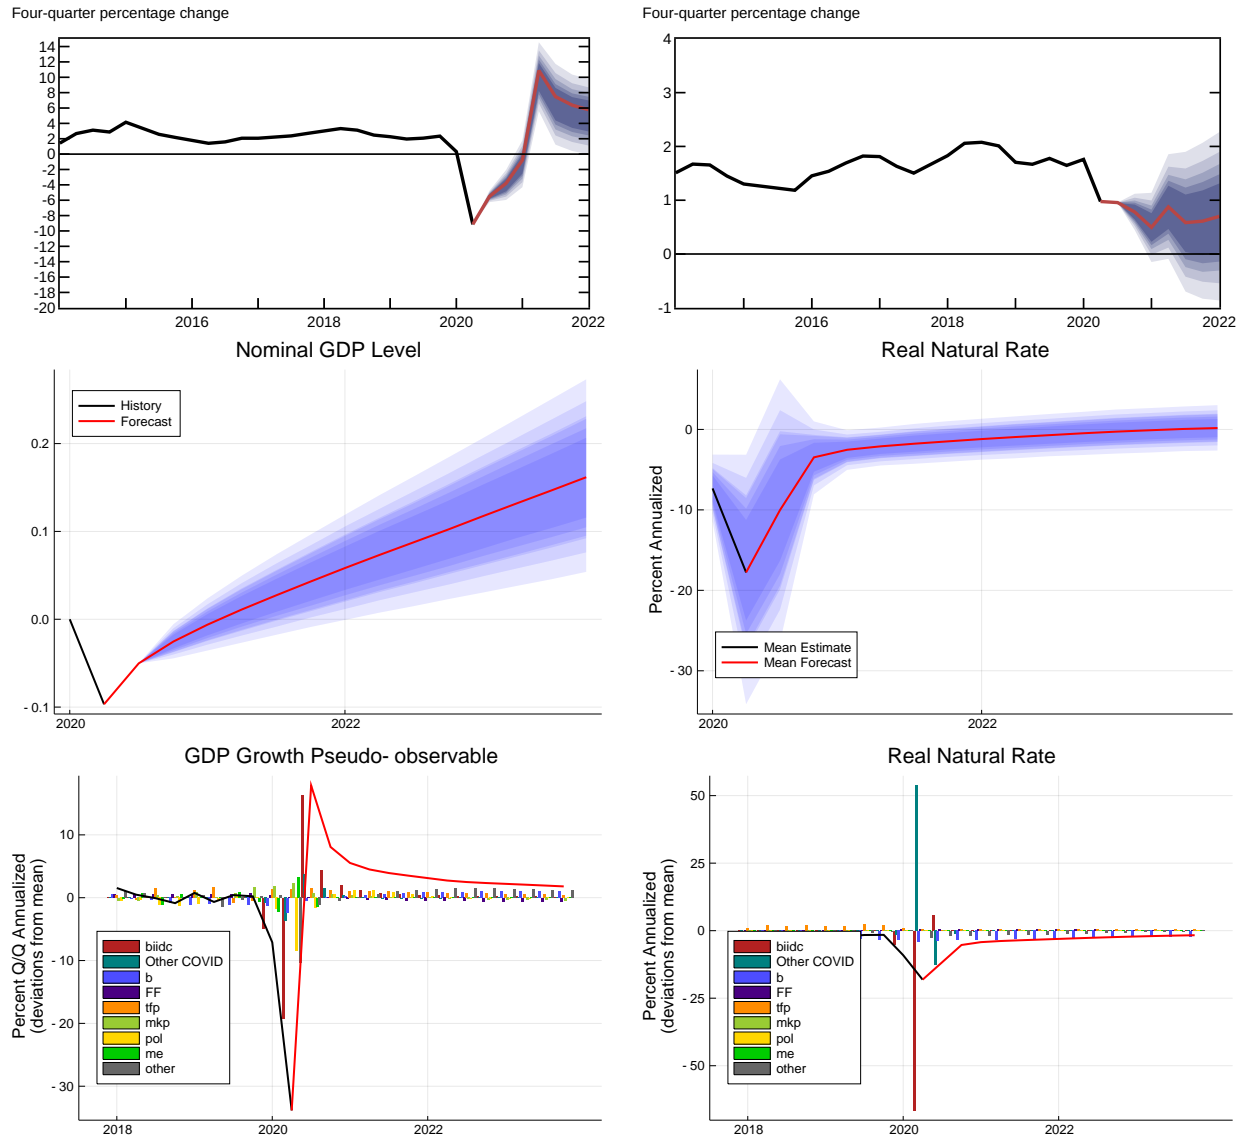 Four-quarter percentage change
14
12
10
8
6
4
2
0
-2
-4
-6
-8
-10
-12
-14
-16
-18
-20
2016
2018
2020
2022
Four-quarter percentage change
4
3
2
1
0
-1
2016
2018
2020
2022
Nominal GDP Level
History
Forecast
0.2
0.1
0.0
- 0.1
2020
2022
Real Natural Rate
Percent Annualized
0
- 10
- 20
- 30
Mean Estimate
Mean Forecast
2020
2022
GDP Growth Pseudo- observable
Percent Q/Q Annualized
(deviations from mean)
10
0
- 10
- 20
- 30
biidc
Other COVID
b
FF
tfp
mkp
pol
me
other
2018
2020
2022
Real Natural Rate
Percent Annualized
(deviations from mean)
50
25
0
- 25
- 50
biidc
Other COVID
b
FF
tfp
mkp
pol
me
other
2018
2020
2022